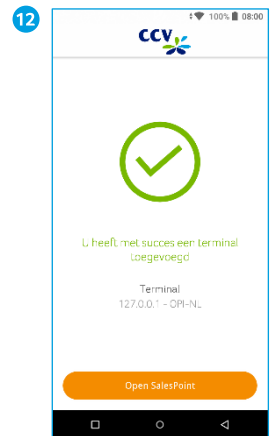 12
100% 08:00
CCV
U heeft met succes een terminal
toegevoegd
Terminal
127.0.0.1 - OPI-NL
Open SalesPoint